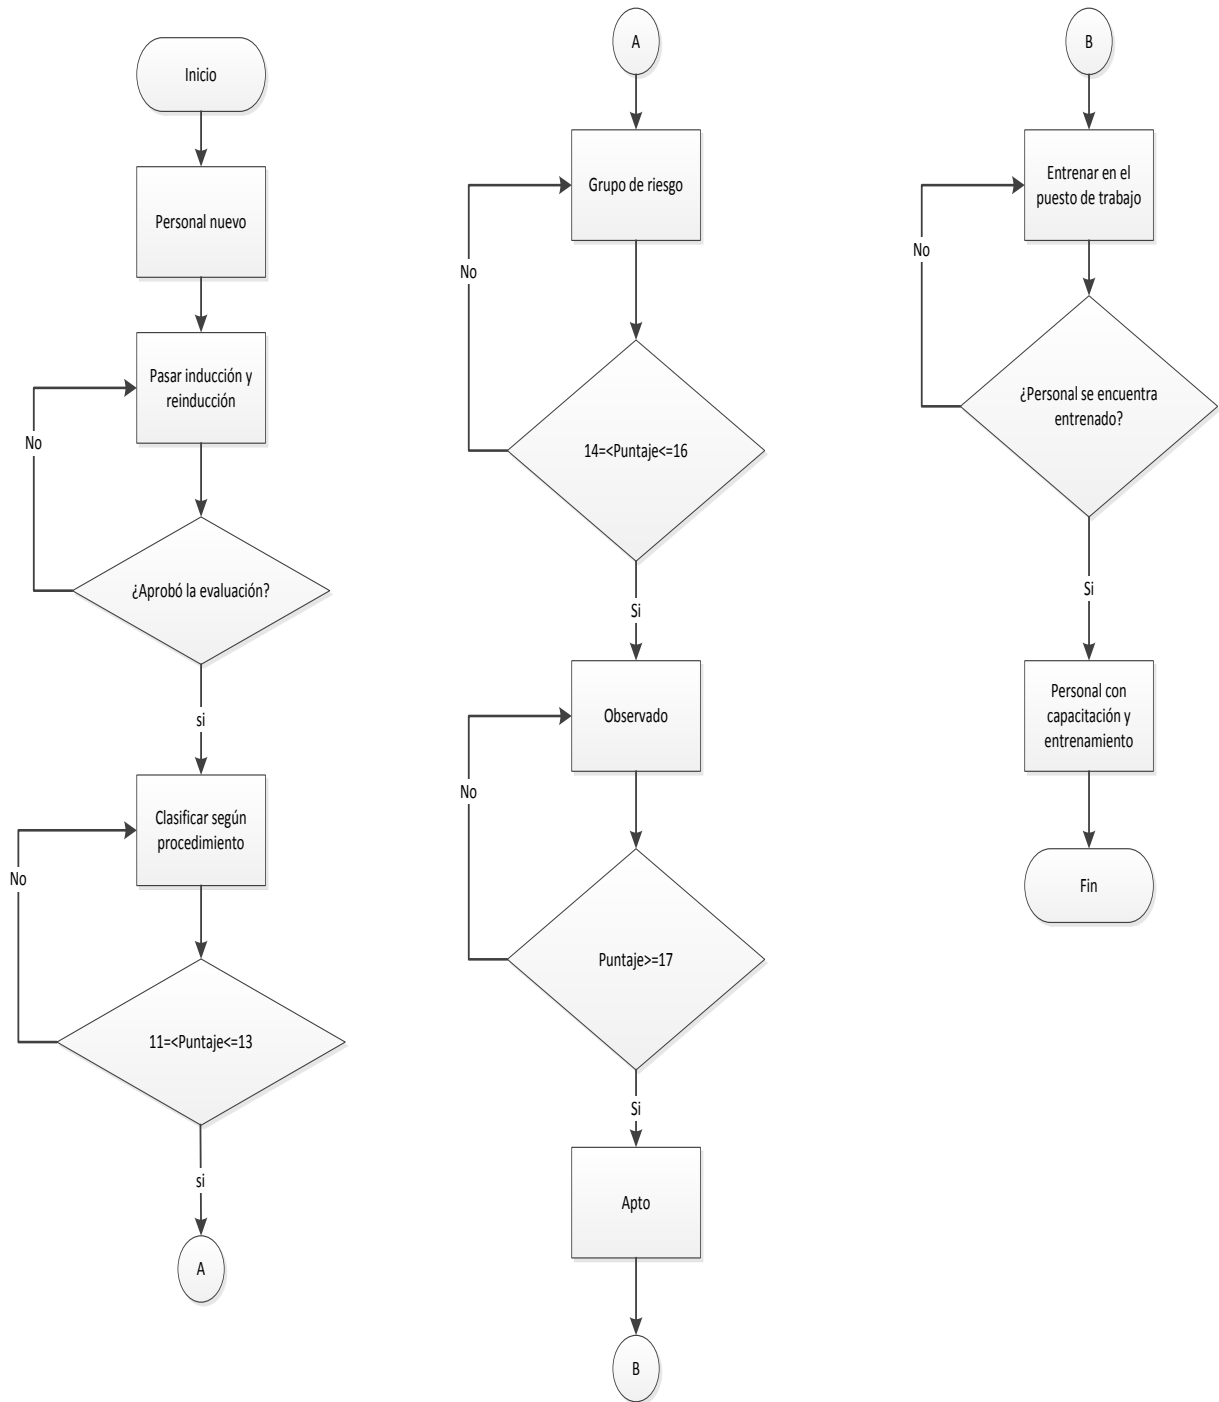 Inicio
Personal nuevo
Pasar inducción y
reinducción
No
¿Aprobó la evaluación?
si
Clasificar según
procedimiento
No
11=<Puntaje<=13
si
A
A
Grupo de riesgo
No
14=<Puntaje<=16
Si
Observado
No
Puntaje>=17
Si
Apto
B
B
Entrenar en el
puesto de trabajo
No
¿Personal se encuentra
entrenado?
Si
Personal con
capacitación y
entrenamiento
Fin